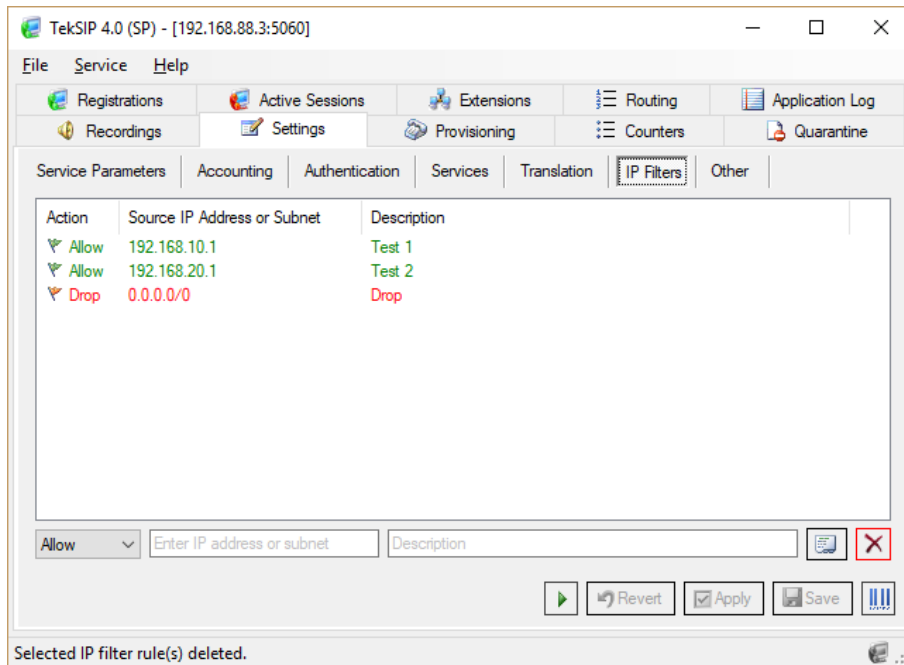 TekSIP 4.0 (SP) - [192.168.88.3:5060]
File Service Help
Registrations Active Sessions Extensions Routing Application Log
Recordings Settings Provisioning Counters Quarantine
Service Parameters Accounting Authentication Services Translation IP Filters Other
Action Source IP Address or Subnet Description
Allow 192.168.10.1 Test 1
Allow 192.168.20.1 Test 2
Drop 0.0.0.0/0 Drop
Allow Enter IP address or subnet Description
Revert Apply Save
Selected IP filter rule(s) deleted.